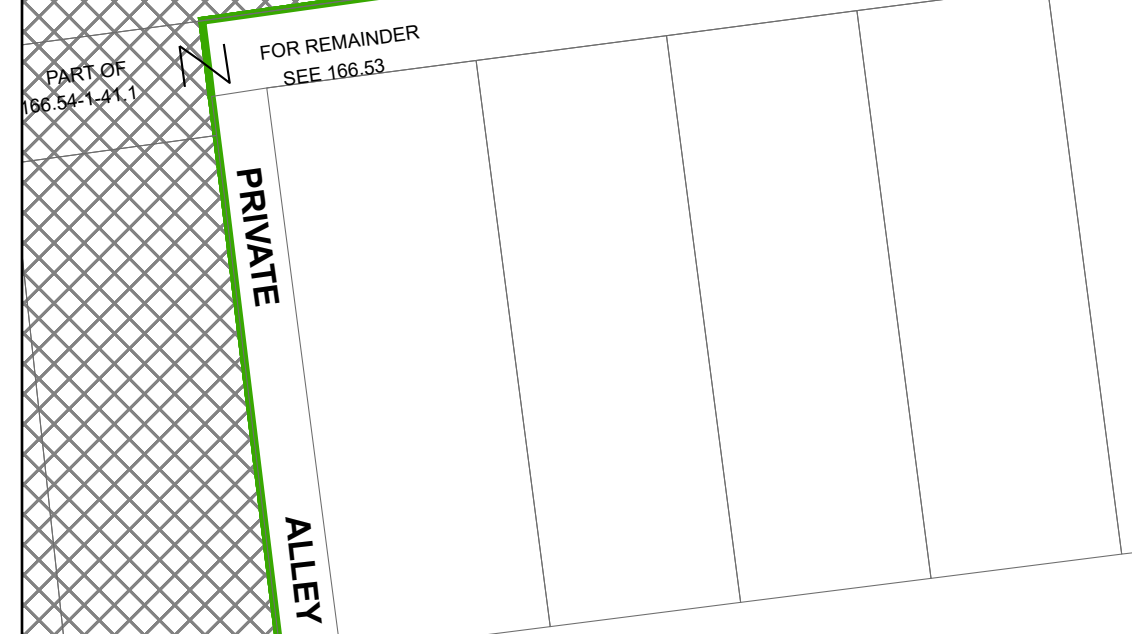 FOR REMAINDER
SEE 166.53
PART OF
166.54-1-41.1
PRIVATE
ALLEY